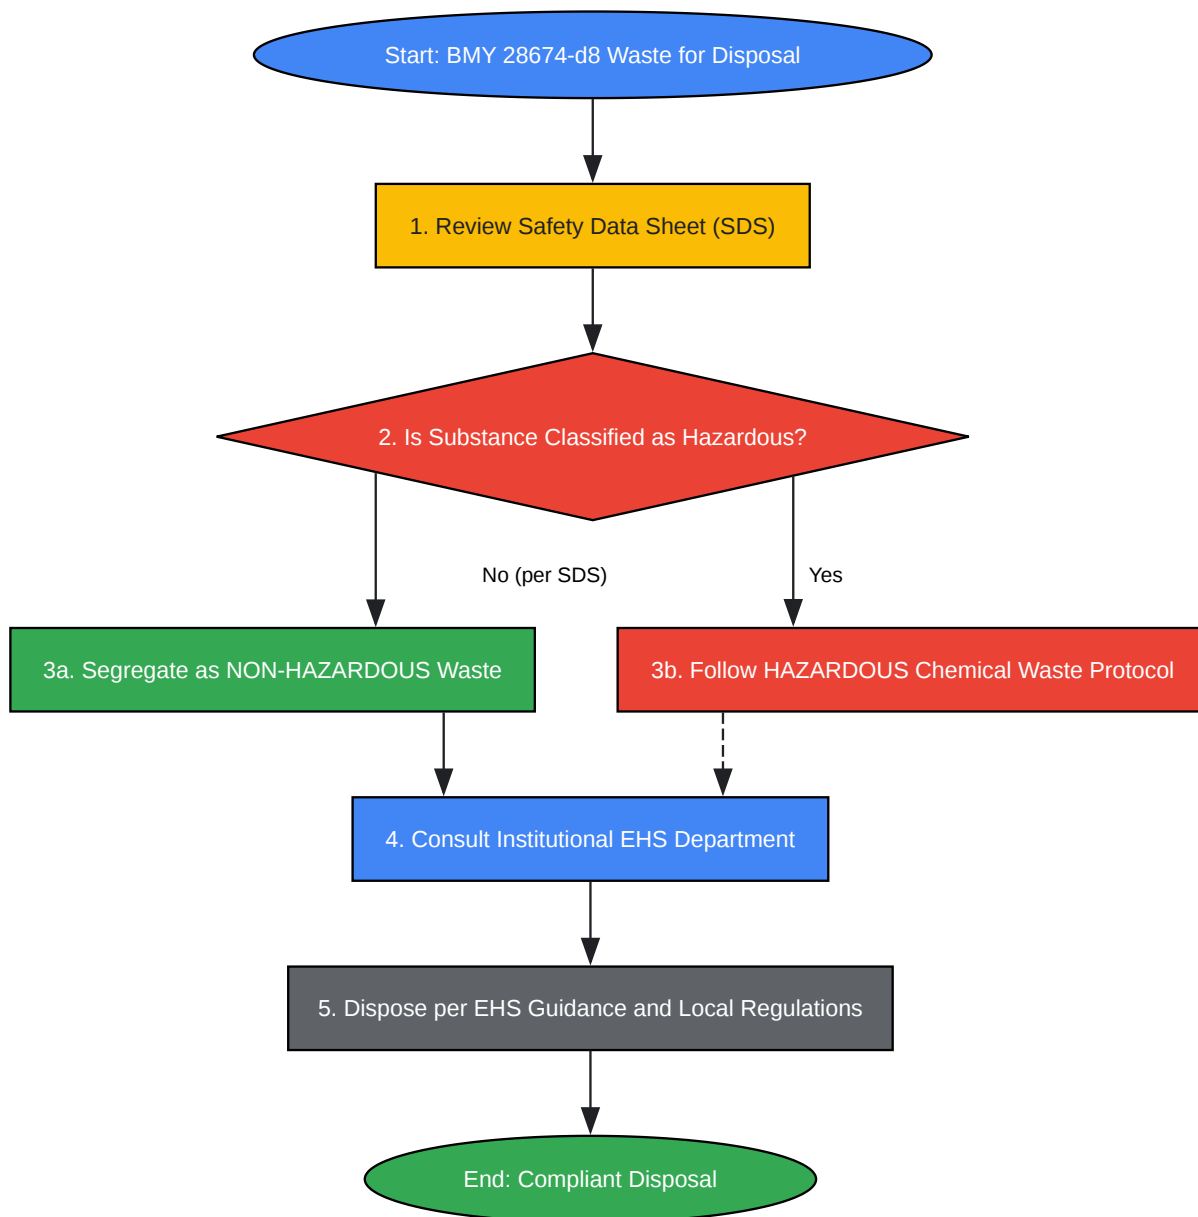 Start: BMY 28674-d8 Waste for Disposal
1. Review Safety Data Sheet (SDS)
2. Is Substance Classified as Hazardous?
No (per SDS)
Yes
3a. Segregate as NON-HAZARDOUS Waste
3b. Follow HAZARDOUS Chemical Waste Protocol
4. Consult Institutional EHS Department
5. Dispose per EHS Guidance and Local Regulations
End: Compliant Disposal